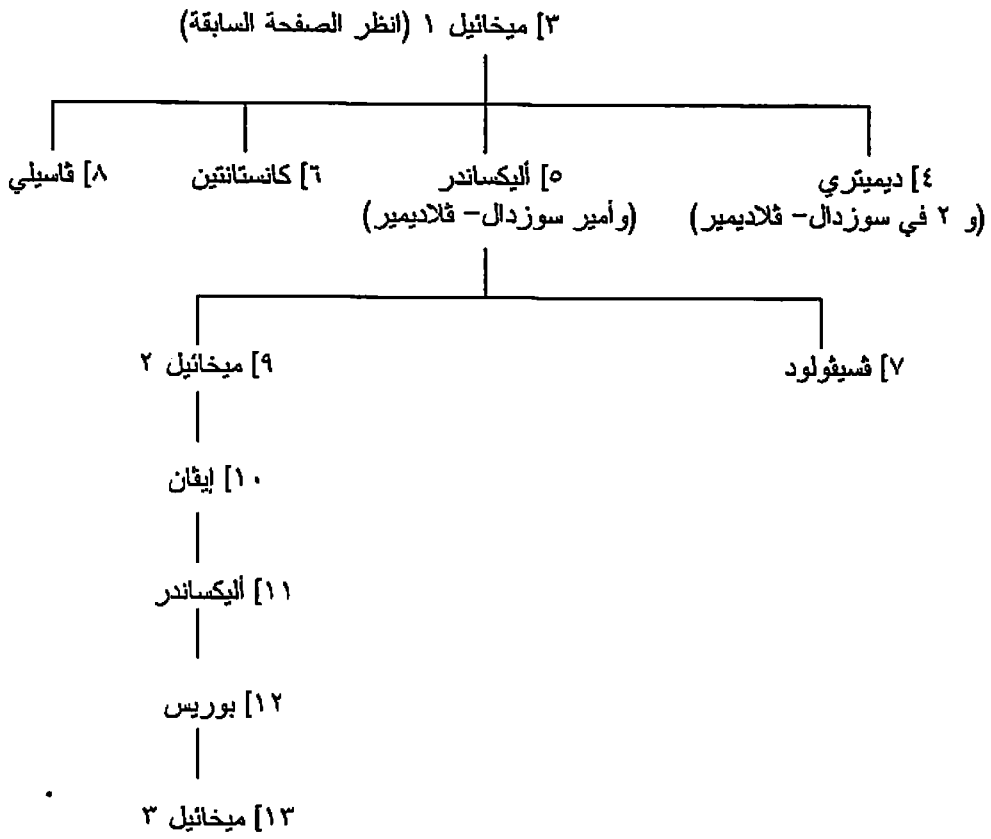 ٣] ميخائيل ١ (انظر الصفحة السابقة)
٤] ديميتري
(و ٢ في سوزدال- ڤلاديمير)
٥] أليكساندر
(وأمير سوزدال- ڤلاديمير)
٦] كانستانتين
٨] ڤاسيلي
٧] ڤسيڤولود
٩] ميخائيل ٢
١٠] إيڤان
١١] أليكساندر
١٢] بوريس
١٣] ميخائيل ٣